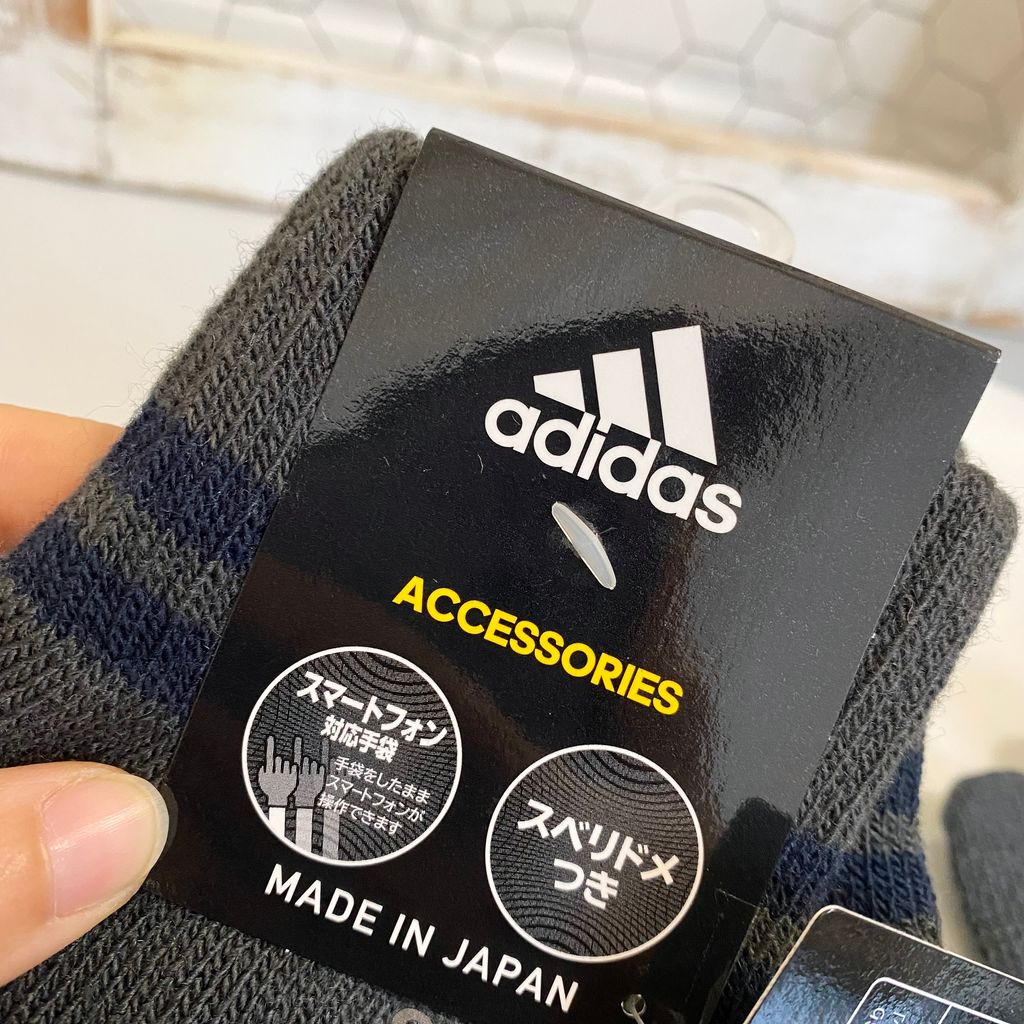 adidas
ACCESSORIES
スマートフォン
対応手袋
手袋をしたまま
スマートフォンが
操作できます
スベリドメ
つき
MADE IN JAPAN